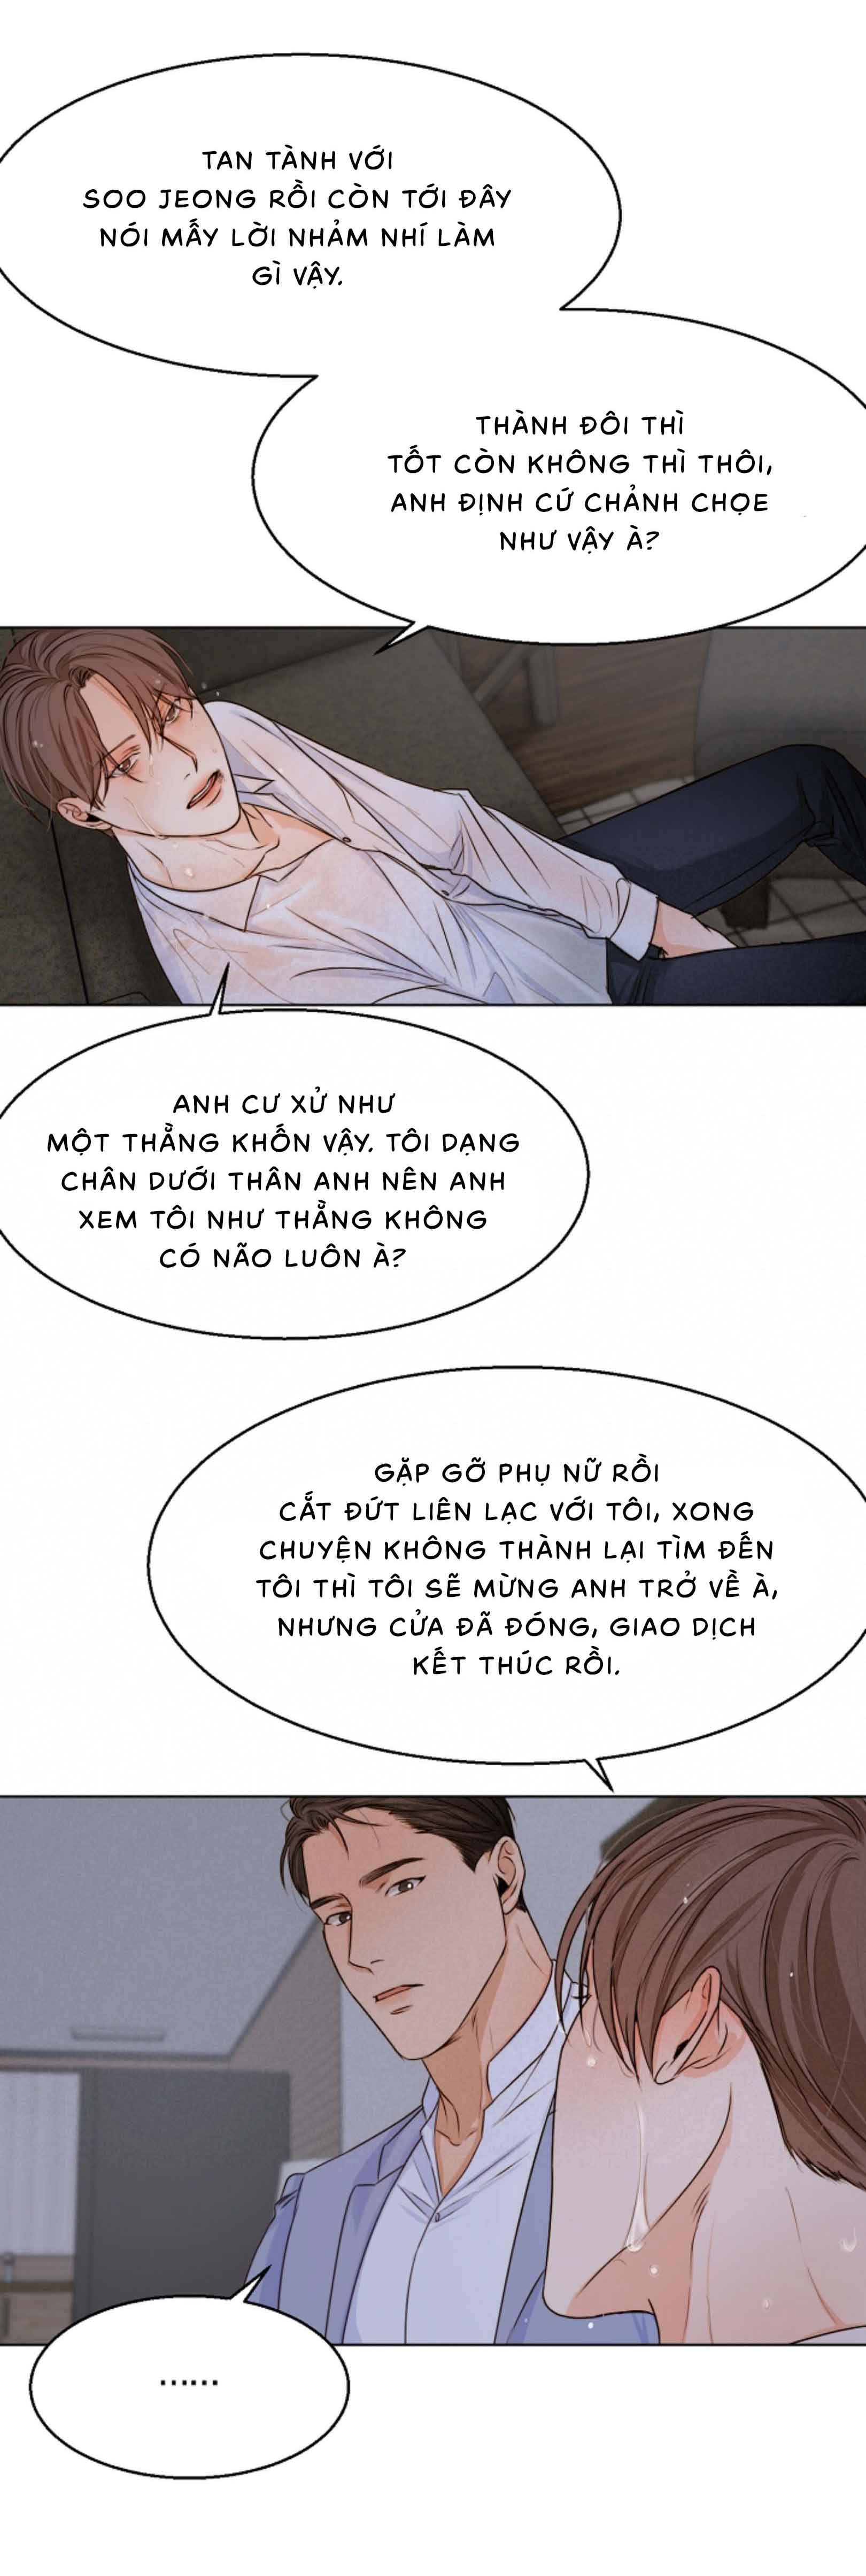 TAN TÀNH VỚI
SOO JEONG RỒI CÒN TỚI ĐÂY
NÓI MẤY LỜI NHẢM NHÍ LÀM
GÌ VẬY.
THÀNH ĐÔI THÌ
TỐT CÒN KHÔNG THÌ THÔI,
ANH ĐỊNH CỨ CHẢNH CHỌE
NHƯ VẬY À?
ANH CƯ XỬ NHƯ
MỘT THẰNG KHỐN VẬY. TÔI DẠNG
CHÂN DƯỚI THÂN ANH NÊN ANH
XEM TÔI NHƯ THẰNG KHÔNG
CÓ NÃO LUÔN À?
GẶP GỠ PHỤ NỮ RỒI
CẮT ĐỨT LIÊN LẠC VỚI TÔI, XONG
CHUYỆN KHÔNG THÀNH LẠI TÌM ĐẾN
TÔI THÌ TÔI SẼ MỪNG ANH TRỞ VỀ À,
NHƯNG CỬA ĐÃ ĐÓNG, GIAO DỊCH
KẾT THÚC RỒI.
......